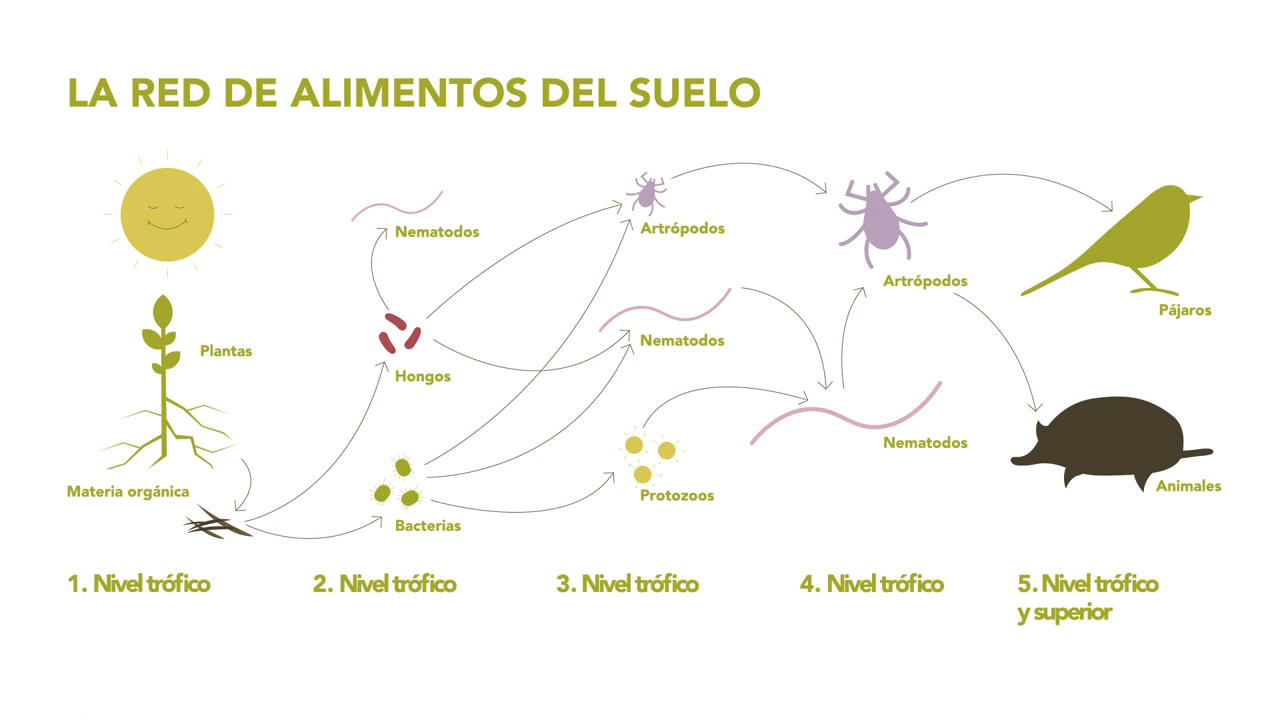 LA RED DE ALIMENTOS DEL SUELO
Nematodos
Artrópodos
Artrópodos
Pájaros
Plantas
Nematodos
Hongos
Nematodos
Materia orgánica
Protozoos
Animales
Bacterias
1. Nivel trófico
2. Nivel trófico
3. Nivel trófico
4. Nivel trófico
5. Nivel trófico
y superior